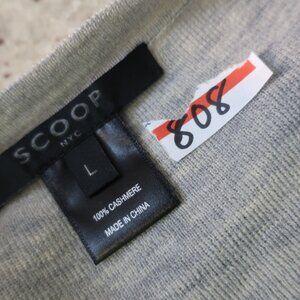 SCOOP
NYC
L
100% CASHMERE
MADE IN CHINA
808